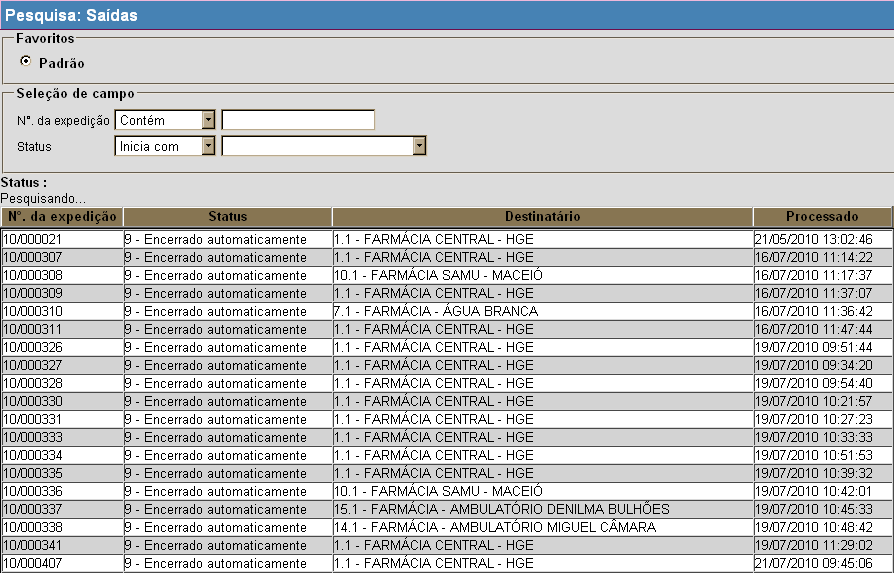 Pesquisa: Saídas
Favoritos
Padrão
Seleção de campo
N°. da expedição Contém
Status Inicia com
Status :
Pesquisando...
N°. da expedição Status Destinatário Processado
10/000021 9 - Encerrado automaticamente 1.1 - FARMÁCIA CENTRAL - HGE 21/05/2010 13:02:46
10/000307 9 - Encerrado automaticamente 1.1 - FARMÁCIA CENTRAL - HGE 16/07/2010 11:14:22
10/000308 9 - Encerrado automaticamente 10.1 - FARMÁCIA SAMU - MACEIÓ 16/07/2010 11:17:37
10/000309 9 - Encerrado automaticamente 1.1 - FARMÁCIA CENTRAL - HGE 16/07/2010 11:37:07
10/000310 9 - Encerrado automaticamente 7.1 - FARMÁCIA - ÁGUA BRANCA 16/07/2010 11:36:42
10/000311 9 - Encerrado automaticamente 1.1 - FARMÁCIA CENTRAL - HGE 16/07/2010 11:47:44
10/000326 9 - Encerrado automaticamente 1.1 - FARMÁCIA CENTRAL - HGE 19/07/2010 09:51:44
10/000327 9 - Encerrado automaticamente 1.1 - FARMÁCIA CENTRAL - HGE 19/07/2010 09:34:20
10/000328 9 - Encerrado automaticamente 1.1 - FARMÁCIA CENTRAL - HGE 19/07/2010 09:54:40
10/000330 9 - Encerrado automaticamente 1.1 - FARMÁCIA CENTRAL - HGE 19/07/2010 10:21:57
10/000331 9 - Encerrado automaticamente 1.1 - FARMÁCIA CENTRAL - HGE 19/07/2010 10:27:23
10/000333 9 - Encerrado automaticamente 1.1 - FARMÁCIA CENTRAL - HGE 19/07/2010 10:33:33
10/000334 9 - Encerrado automaticamente 1.1 - FARMÁCIA CENTRAL - HGE 19/07/2010 10:51:53
10/000335 9 - Encerrado automaticamente 1.1 - FARMÁCIA CENTRAL - HGE 19/07/2010 10:39:32
10/000336 9 - Encerrado automaticamente 10.1 - FARMÁCIA SAMU - MACEIÓ 19/07/2010 10:42:01
10/000337 9 - Encerrado automaticamente 15.1 - FARMÁCIA - AMBULATÓRIO DENILMA BULHÕES 19/07/2010 10:45:33
10/000338 9 - Encerrado automaticamente 14.1 - FARMÁCIA - AMBULATÓRIO MIGUEL CÂMARA 19/07/2010 10:48:42
10/000341 9 - Encerrado automaticamente 1.1 - FARMÁCIA CENTRAL - HGE 19/07/2010 11:29:02
10/000407 9 - Encerrado automaticamente 1.1 - FARMÁCIA CENTRAL - HGE 21/07/2010 09:45:06